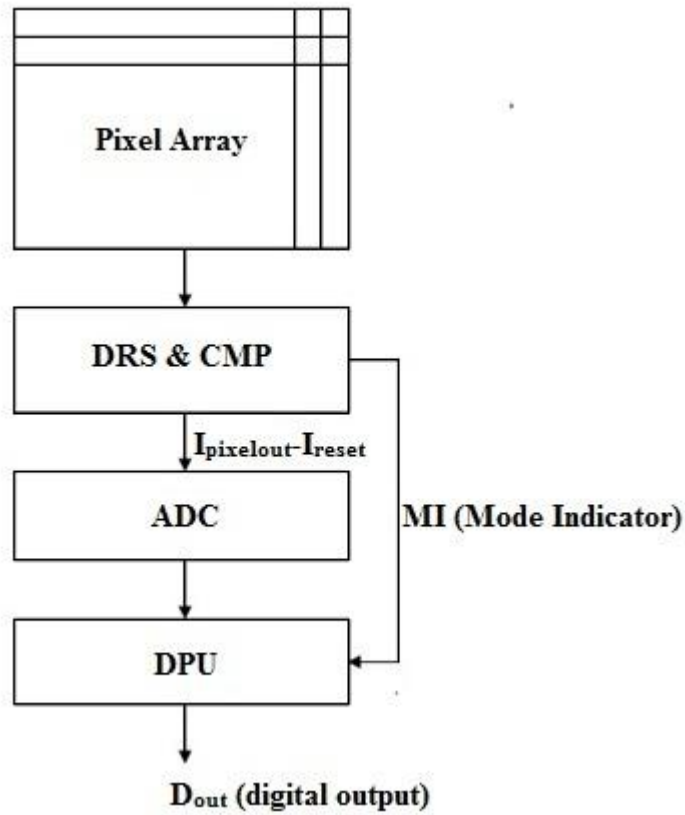 Pixel Array
DRS & CMP
Ipixelout-Ireset
ADC
MI (Mode Indicator)
DPU
Dout (digital output)